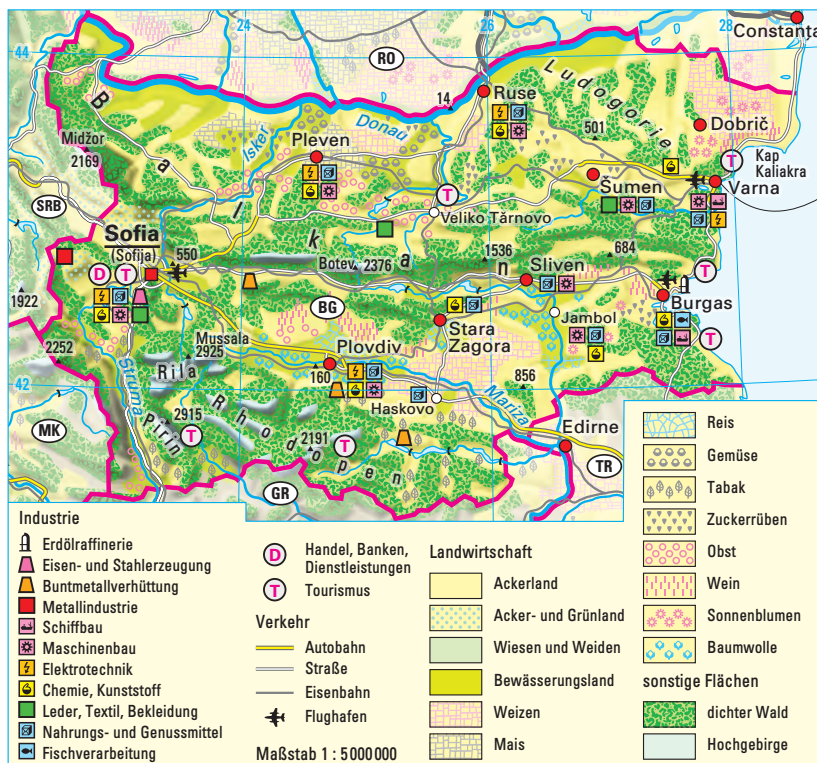 24
26
28
Constanța
44
RO
Ludogorie
14
Ruse
Donau
501
Dobrič
Midžor
2169
Isker
Pleven
T
Kap
Kaliakra
Šumen
Varna
T
SRB
Veliko Tărnovo
Balkan
Sofia
(Sofija)
550
Botev
2376
1536
684
D
T
Sliven
T
1922
BG
Burgas
Jambol
Stara
Zagora
T
2252
Mussala
2925
Plovdiv
160
856
42
Struma
Rila
Haskovo
Mariza
2915
Pirin
Rhodopen
T
2191
T
Edirne
MK
TR
GR
Industrie
Erdölraffinerie
Eisen- und Stahlerzeugung
Buntmetallverhüttung
Metallindustrie
Schiffbau
Maschinenbau
Elektrotechnik
Chemie, Kunststoff
Leder, Textil, Bekleidung
Nahrungs- und Genussmittel
Fischverarbeitung
D Handel, Banken,
Dienstleistungen
T Tourismus
Verkehr
Autobahn
Straße
Eisenbahn
Flughafen
Maßstab 1 : 5000000
Landwirtschaft
Ackerland
Acker- und Grünland
Wiesen und Weiden
Bewässerungsland
Weizen
Mais
Reis
Gemüse
Tabak
Zuckerrüben
Obst
Wein
Sonnenblumen
Baumwolle
sonstige Flächen
dichter Wald
Hochgebirge